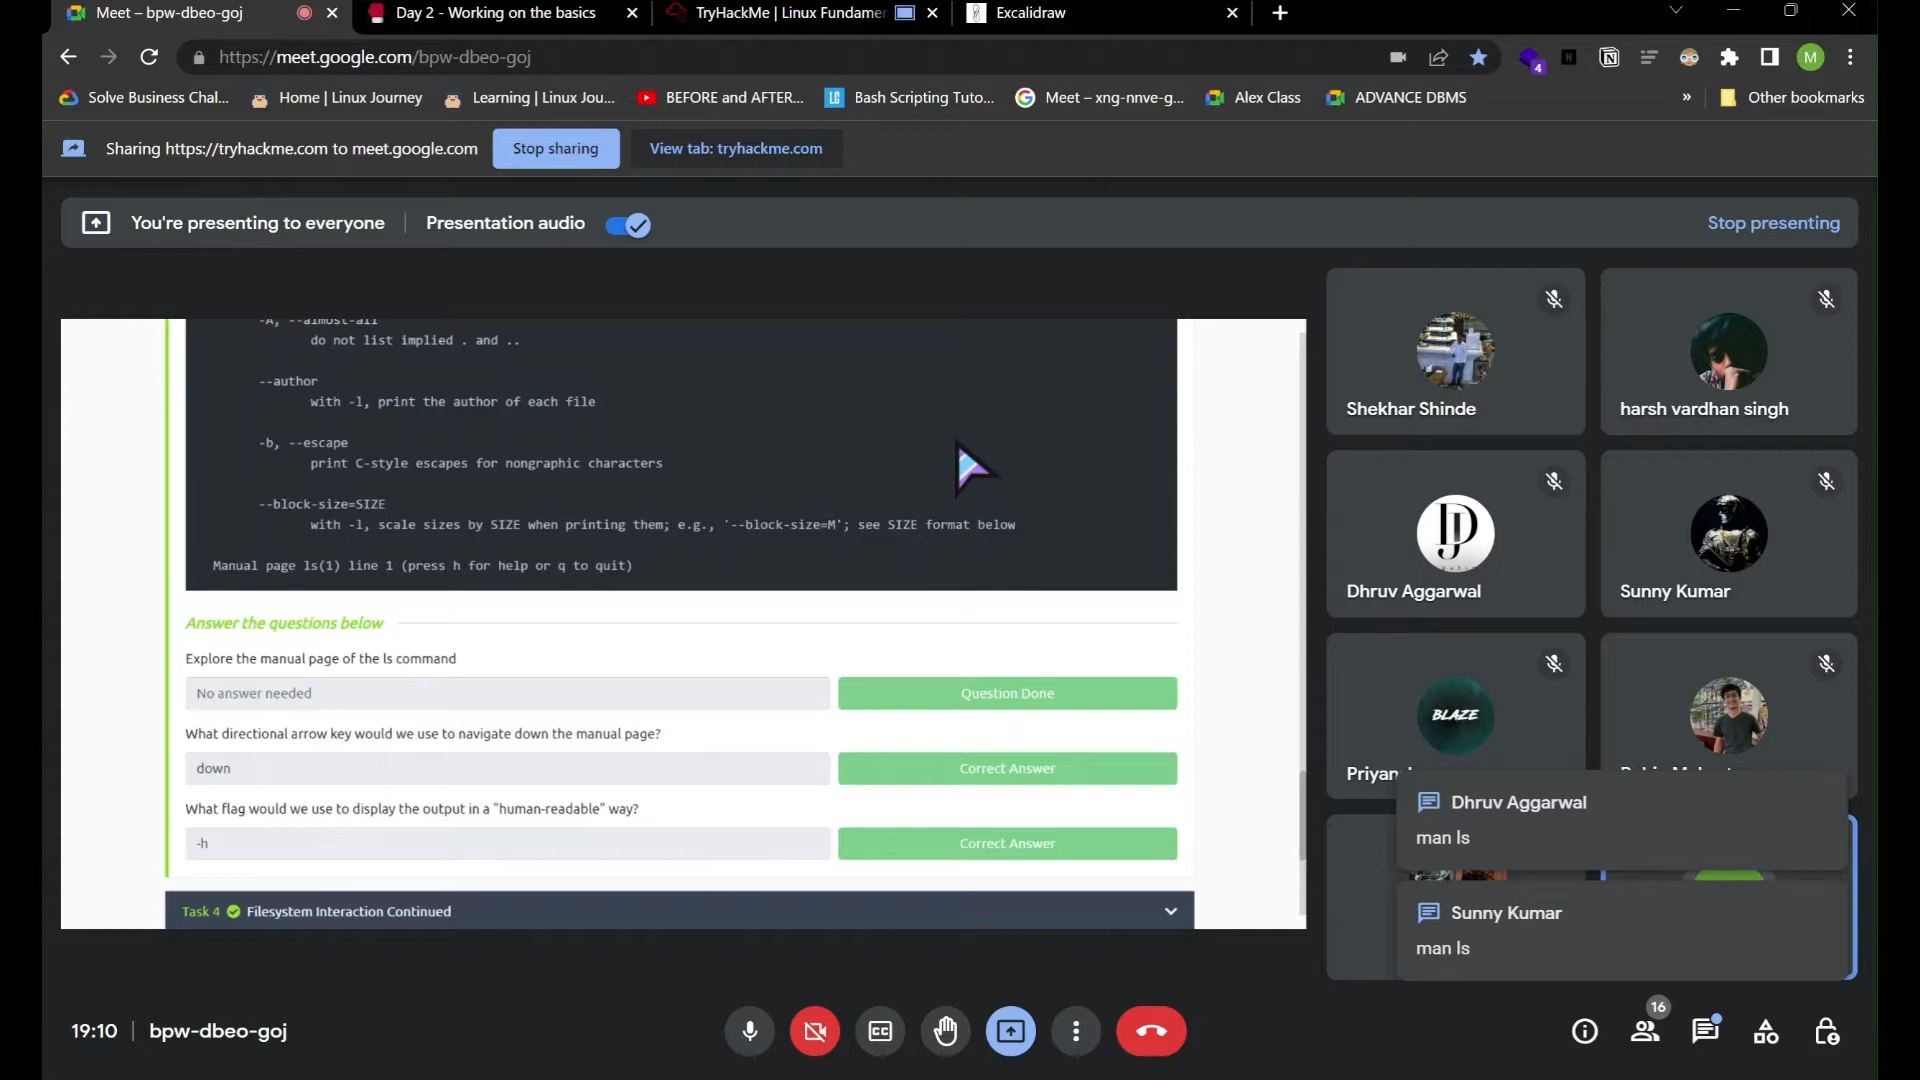 Meet – bpw-dbeo-goj
Day 2 - Working on the basics
TryHackMe | Linux Fundamer
Excalidraw
https://meet.google.com/bpw-dbeo-goj
4
M
Solve Business Chal...
Home | Linux Journey
Learning | Linux Jou...
BEFORE and AFTER...
LC
Bash Scripting Tuto...
Meet – xng-nnve-g...
Alex Class
ADVANCE DBMS
»
Other bookmarks
Sharing https://tryhackme.com to meet.google.com
Stop sharing
View tab: tryhackme.com
You're presenting to everyone
Presentation audio
Stop presenting
-A, --almost-all
do not list implied . and ..
--author
with -l, print the author of each file
-b, --escape
print C-style escapes for nongraphic characters
--block-size=SIZE
with -l, scale sizes by SIZE when printing them; e.g., '--block-size=M'; see SIZE format below
Manual page ls(1) line 1 (press h for help or q to quit)
Answer the questions below
Explore the manual page of the ls command
No answer needed
Question Done
What directional arrow key would we use to navigate down the manual page?
down
Correct Answer
What flag would we use to display the output in a "human-readable" way?
-h
Correct Answer
Task 4
Filesystem Interaction Continued
Shekhar Shinde
harsh vardhan singh
DJ
Dhruv Aggarwal
Sunny Kumar
BLAZE
Dhruv Aggarwal
man ls
Sunny Kumar
man ls
19:10
bpw-dbeo-goj
CC
16